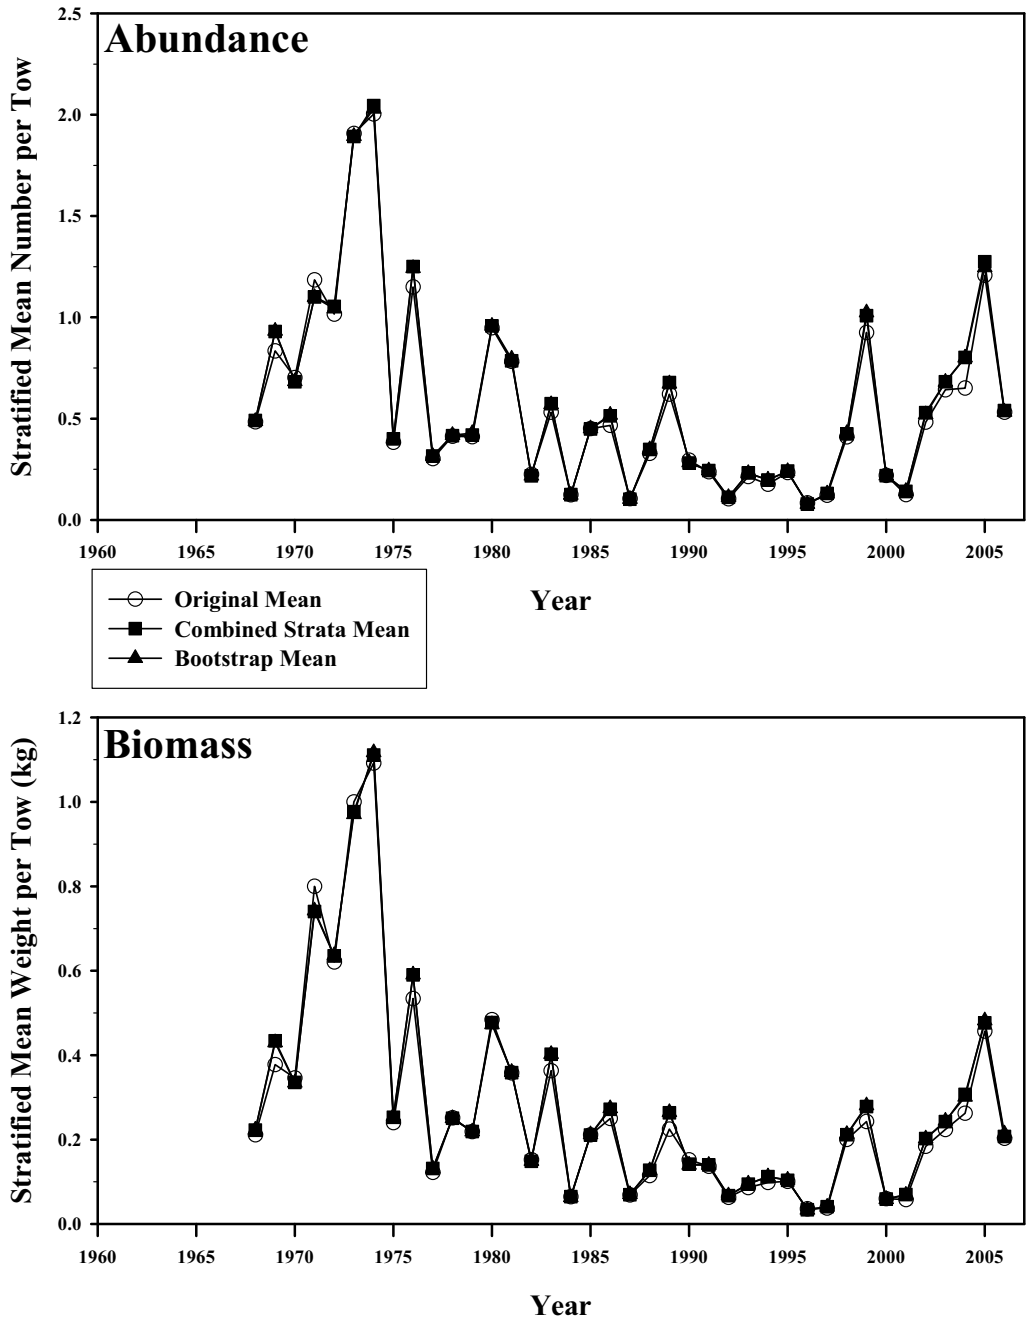 Abundance
Stratified Mean Number per Tow
2.5
2.0
1.5
1.0
0.5
0.0
1960 1965 1970 1975 1980 1985 1990 1995 2000 2005
Year
Original Mean
Combined Strata Mean
Bootstrap Mean
Biomass
Stratified Mean Weight per Tow (kg)
1.2
1.0
0.8
0.6
0.4
0.2
0.0
1960 1965 1970 1975 1980 1985 1990 1995 2000 2005
Year